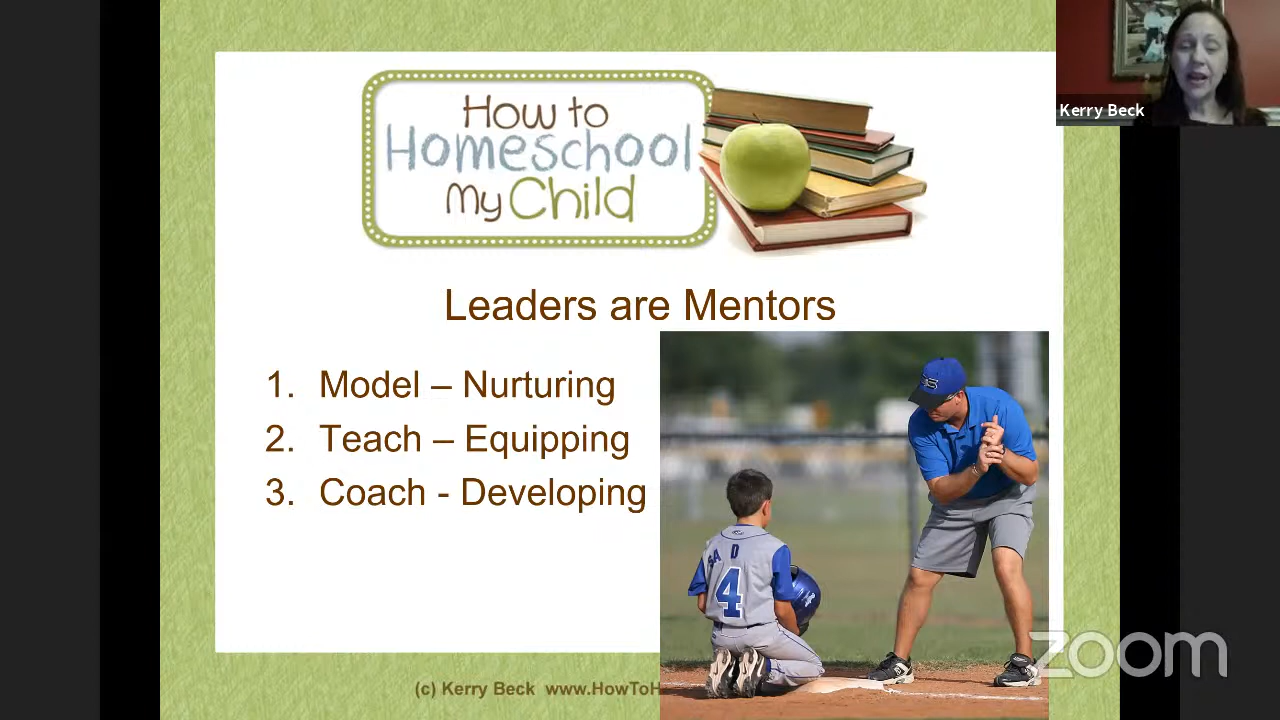 How to
Homeschool
My Child
Kerry Beck
Leaders are Mentors
1. Model – Nurturing
2. Teach – Equipping
3. Coach - Developing
4
(c) Kerry Beck www.HowToH
zoom